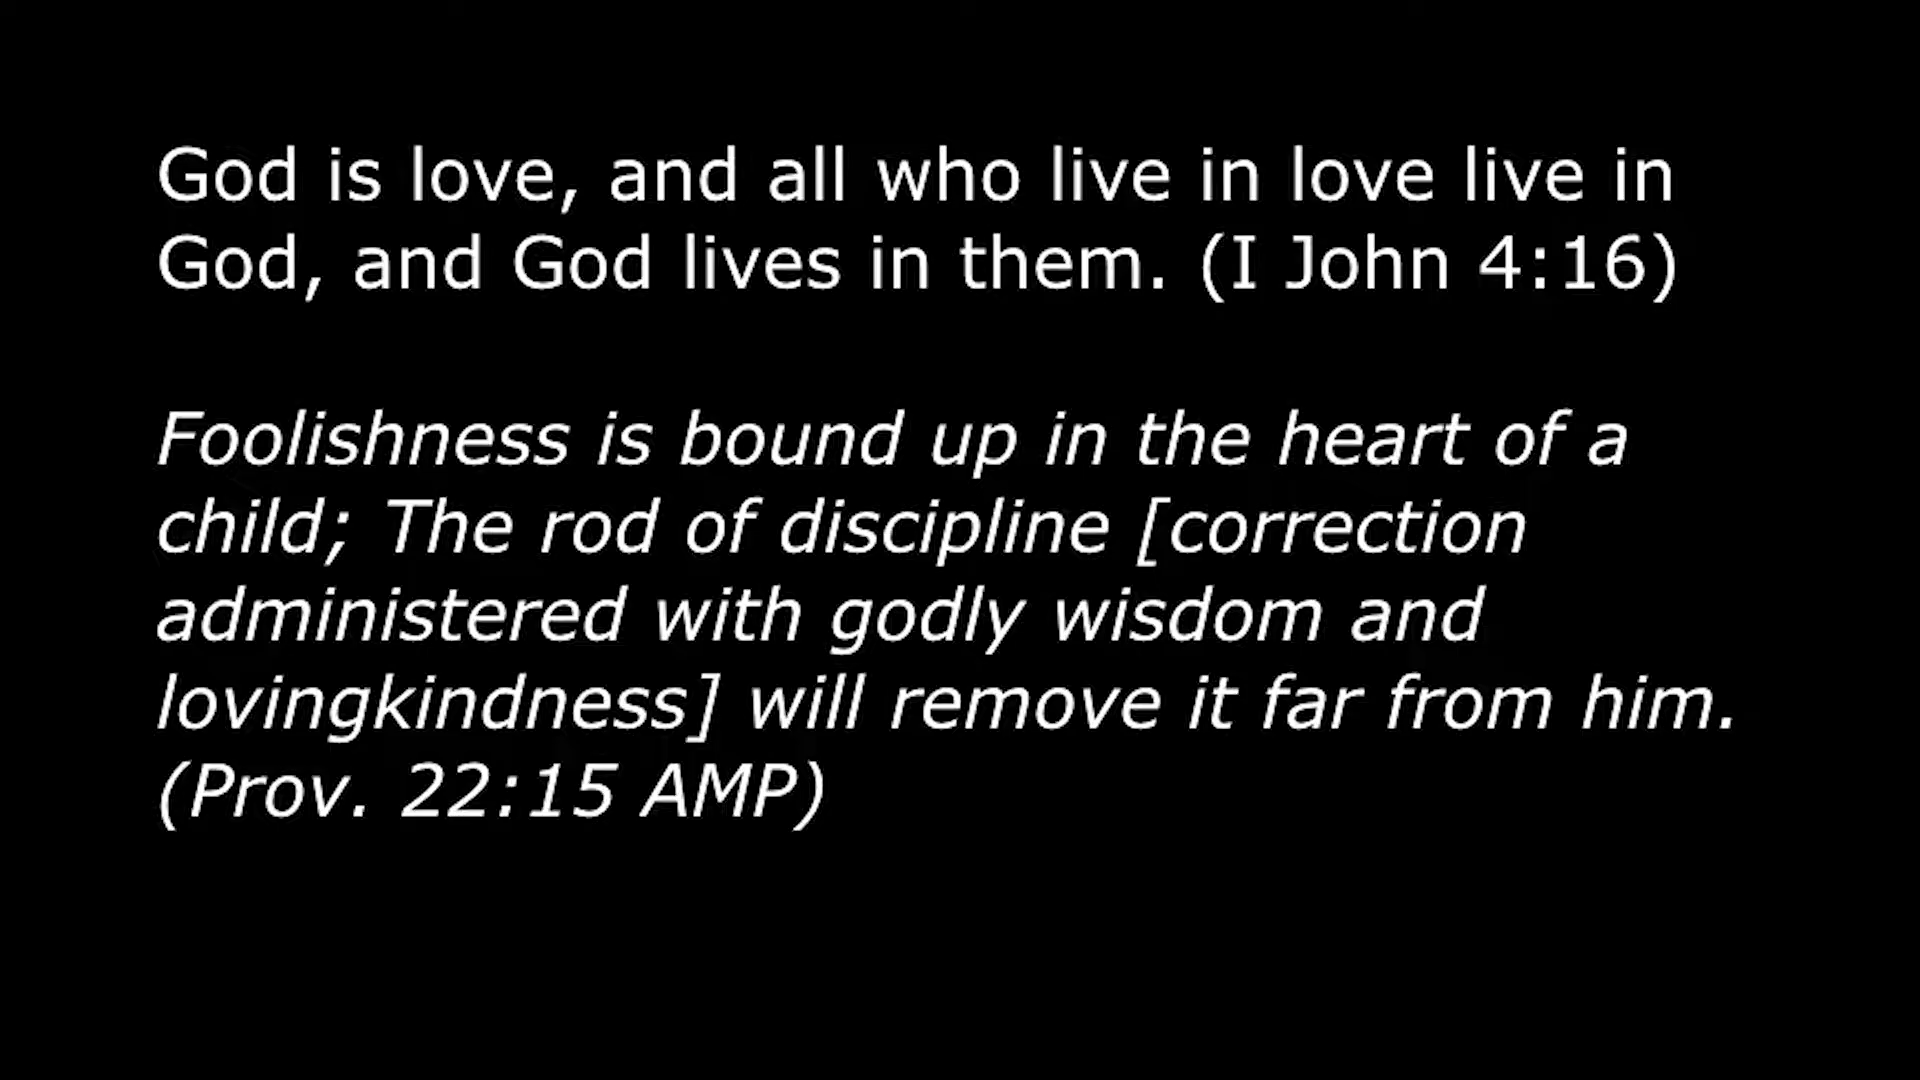 God is love, and all who live in love live in
God, and God lives in them. (I John 4:16)
Foolishness is bound up in the heart of a
child; The rod of discipline [correction
administered with godly wisdom and
lovingkindness] will remove it far from him.
(Prov. 22:15 AMP)